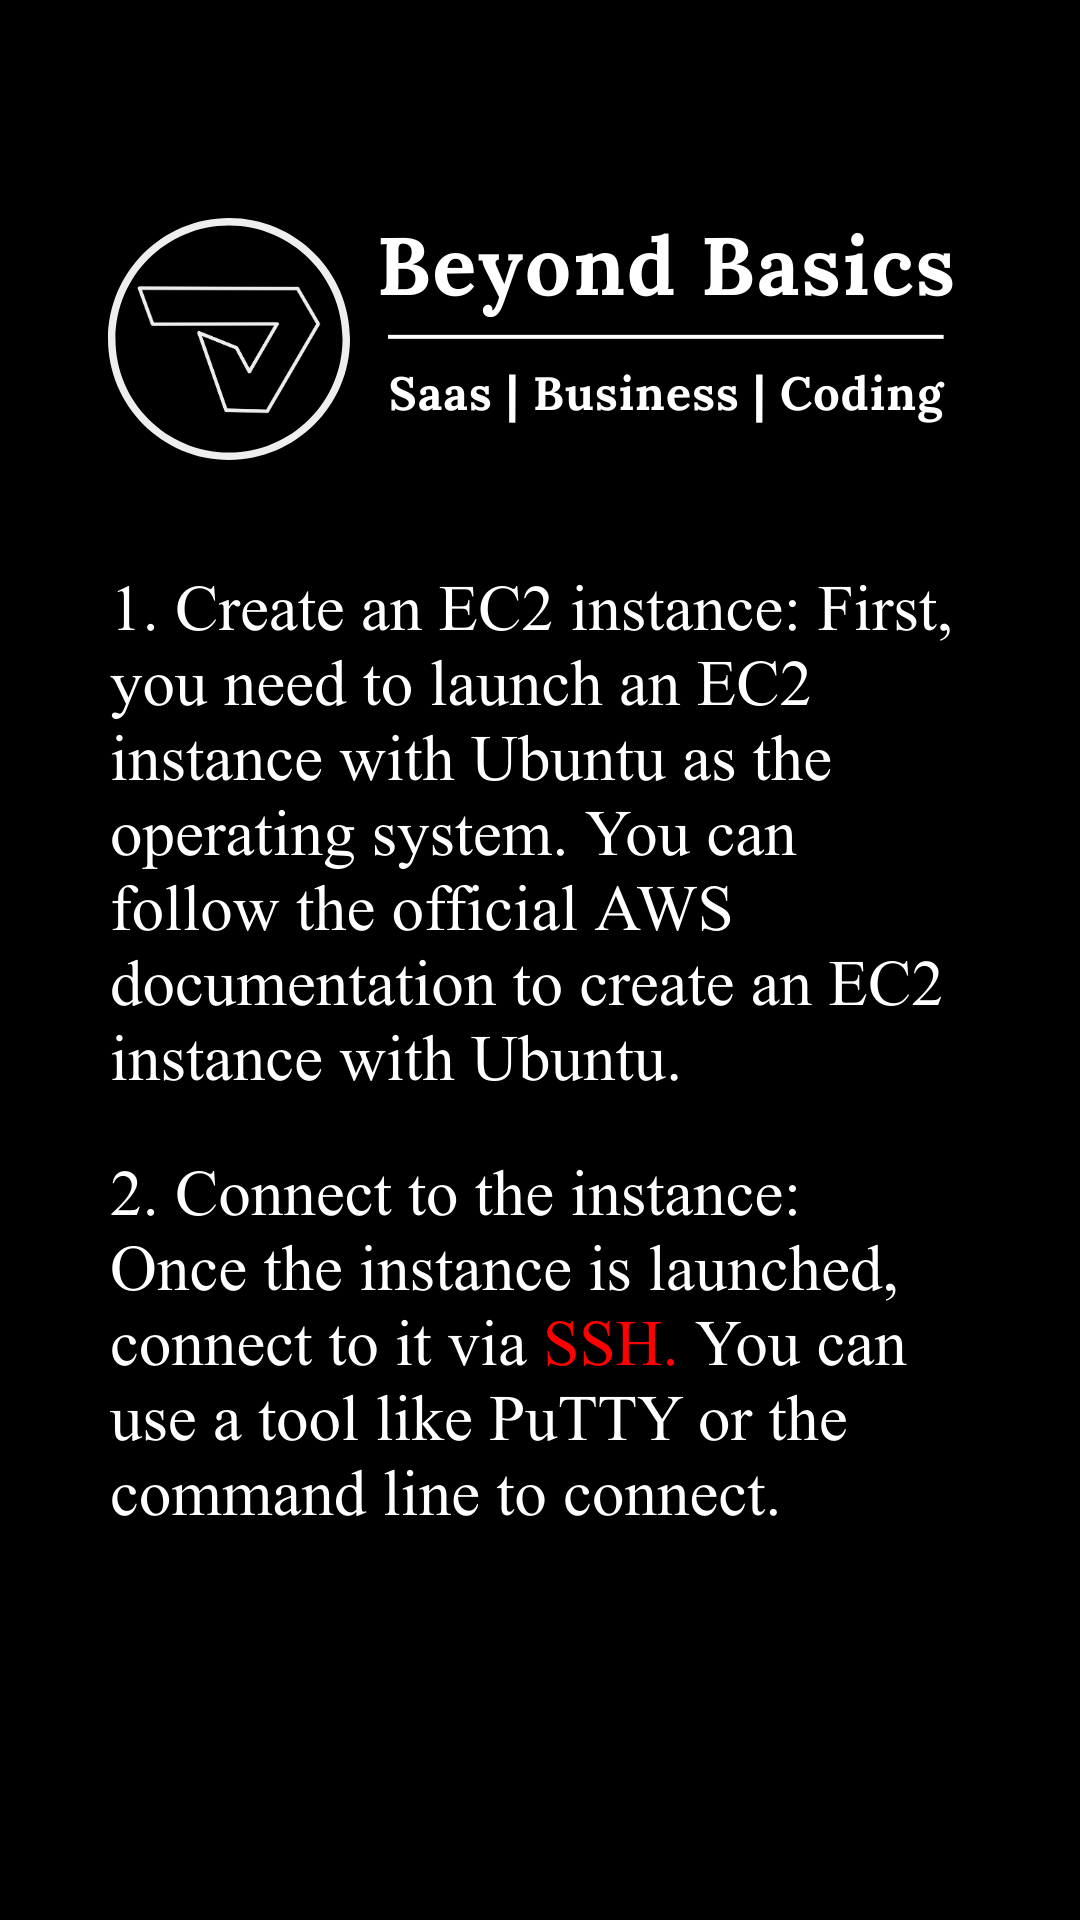 Beyond Basics
Saas | Business | Coding
1. Create an EC2 instance: First,
you need to launch an EC2
instance with Ubuntu as the
operating system. You can
follow the official AWS
documentation to create an EC2
instance with Ubuntu.
2. Connect to the instance:
Once the instance is launched,
connect to it via SSH. You can
use a tool like PuTTY or the
command line to connect.